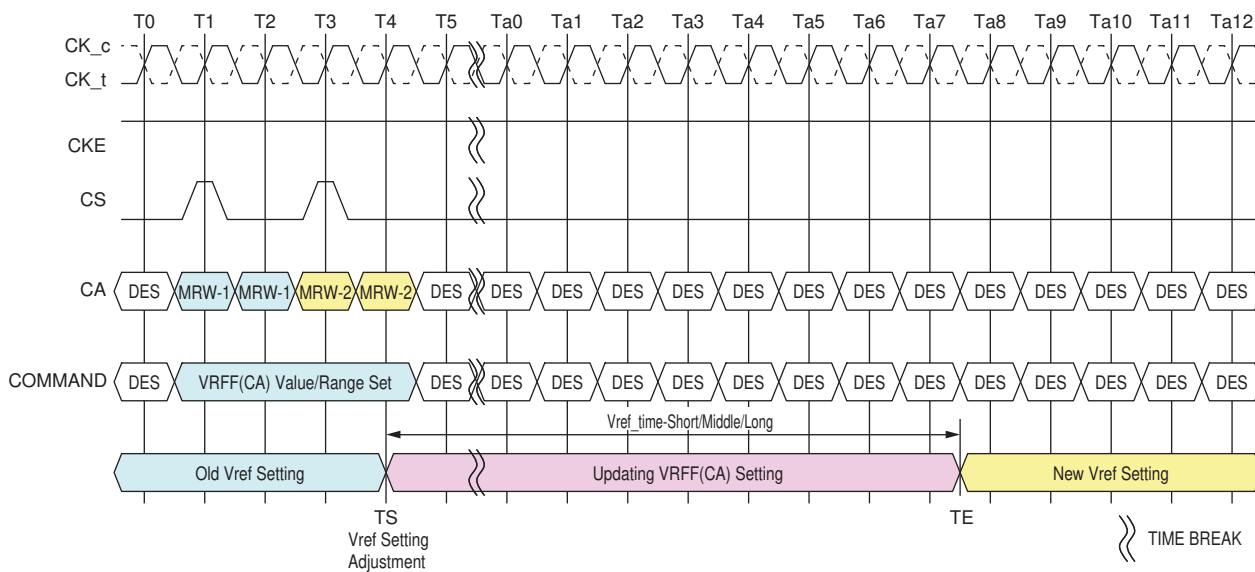 T0 T1 T2 T3 T4 T5 Ta0 Ta1 Ta2 Ta3 Ta4 Ta5 Ta6 Ta7 Ta8 Ta9 Ta10 Ta11 Ta12
CK_c
CK_t
CKE
CS
CA DES MRW-1 MRW-1 MRW-2 MRW-2 DES DES DES DES DES DES DES DES DES DES DES DES DES DES
COMMAND DES VRFF(CA) Value/Range Set DES DES DES DES DES DES DES DES DES DES DES DES DES DES
Vref_time-Short/Middle/Long
Old Vref Setting Updating VRFF(CA) Setting New Vref Setting
TS TE
Vref Setting
Adjustment
TIME BREAK